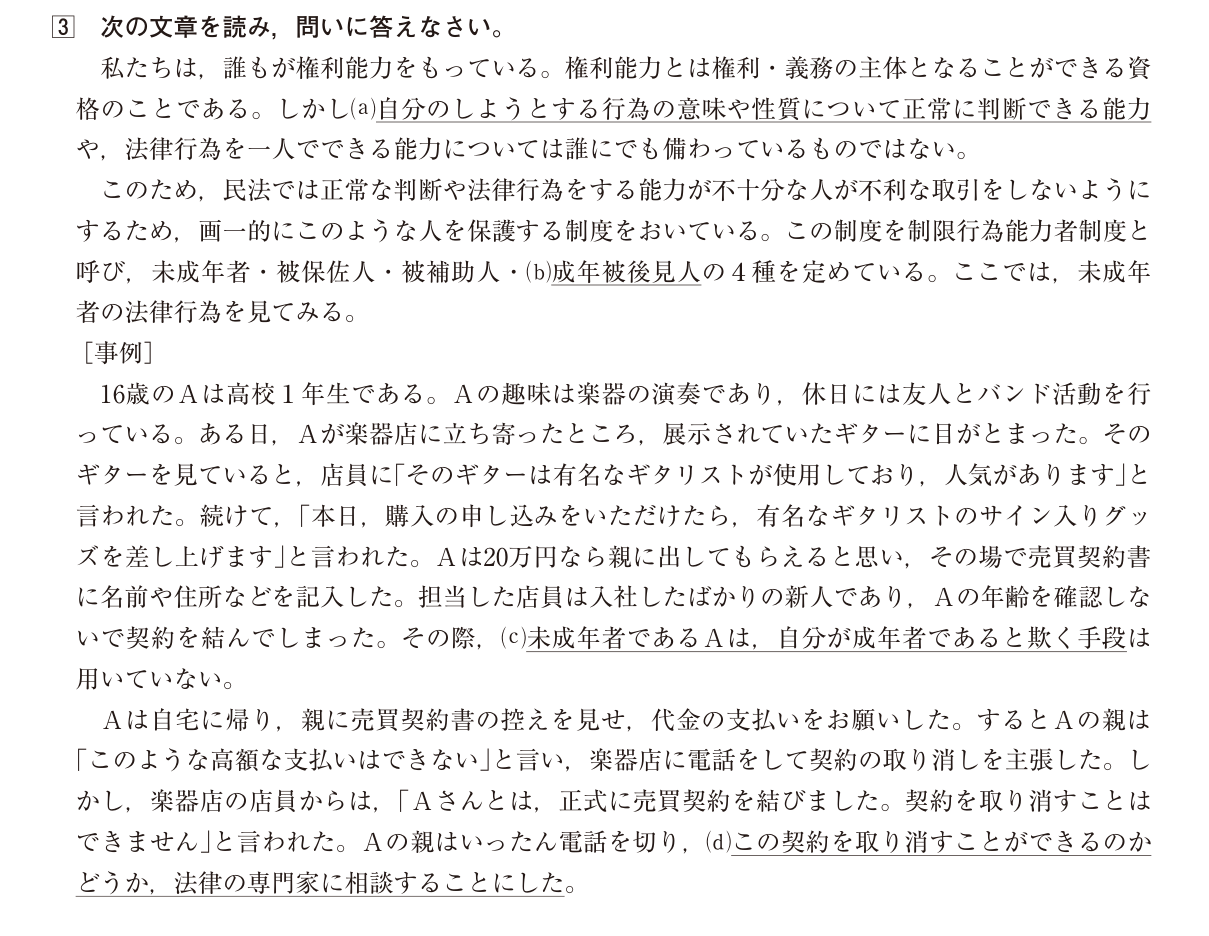 3 次の文章を読み，問いに答えなさい。
私たちは，誰もが権利能力をもっている。権利能力とは権利・義務の主体となることができる資
格のことである。しかし(a)自分のしようとする行為の意味や性質について正常に判断できる能力
や，法律行為を一人でできる能力については誰にでも備わっているものではない。
このため，民法では正常な判断や法律行為をする能力が不十分な人が不利な取引をしないように
するため，画一的にこのような人を保護する制度をおいている。この制度を制限行為能力者制度と
呼び，未成年者・被保佐人・被補助人・(b)成年被後見人の４種を定めている。ここでは，未成年
者の法律行為を見てみる。
［事例］
16歳のＡは高校１年生である。Ａの趣味は楽器の演奏であり，休日には友人とバンド活動を行
っている。ある日，Ａが楽器店に立ち寄ったところ，展示されていたギターに目がとまった。その
ギターを見ていると，店員に「そのギターは有名なギタリストが使用しており，人気があります」と
言われた。続けて，「本日，購入の申し込みをいただけたら，有名なギタリストのサイン入りグッ
ズを差し上げます」と言われた。Ａは20万円なら親に出してもらえると思い，その場で売買契約書
に名前や住所などを記入した。担当した店員は入社したばかりの新人であり，Ａの年齢を確認しな
いで契約を結んでしまった。その際，(c)未成年者であるＡは，自分が成年者であると欺く手段は
用いていない。
Ａは自宅に帰り，親に売買契約書の控えを見せ，代金の支払いをお願いした。するとＡの親は
「このような高額な支払いはできない」と言い，楽器店に電話をして契約の取り消しを主張した。し
かし，楽器店の店員からは，「Ａさんとは，正式に売買契約を結びました。契約を取り消すことは
できません」と言われた。Ａの親はいったん電話を切り，(d)この契約を取り消すことができるのか
どうか，法律の専門家に相談することにした。